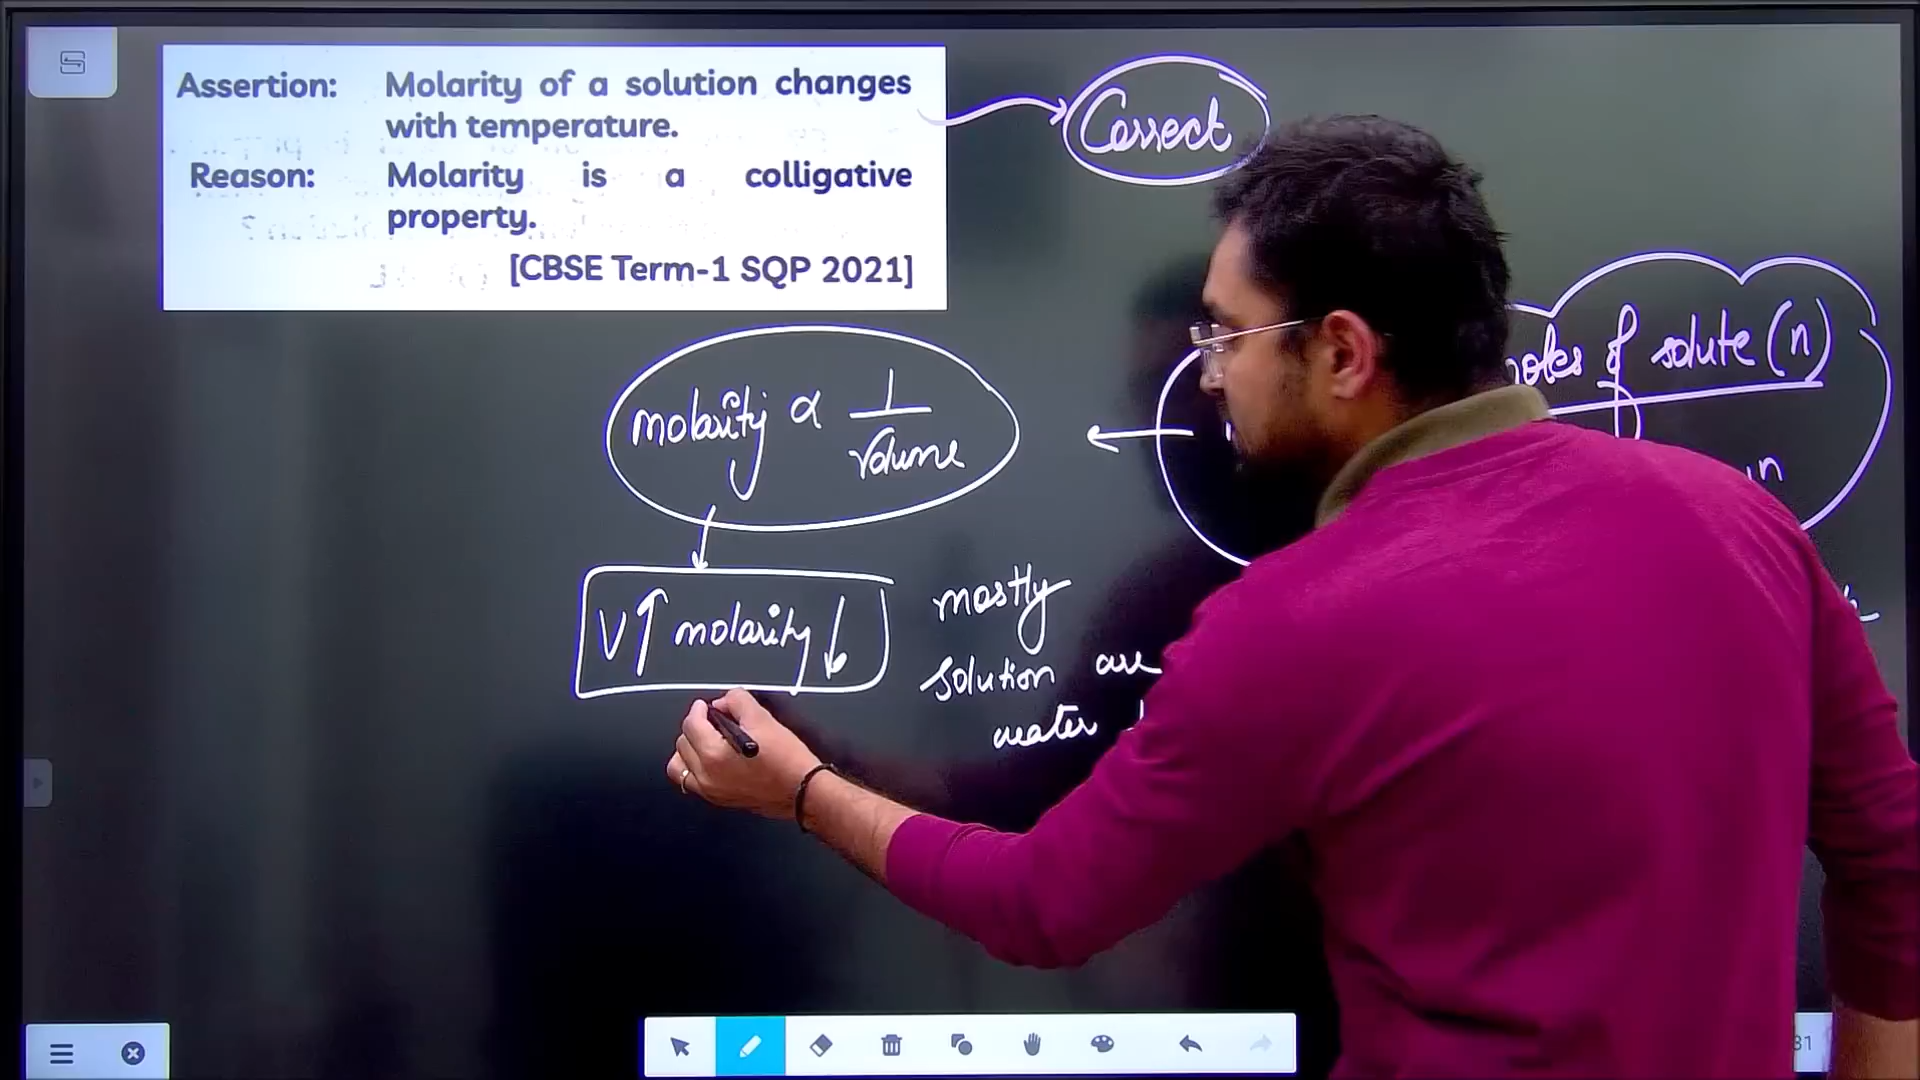 Assertion: Molarity of a solution changes
with temperature.
Reason: Molarity is a colligative
property.
[CBSE Term-1 SQP 2021]
Correct
moles of solute (n)
molarity ∝ 1
volume
V↑ molarity ↓
mostly
solution are
water
31